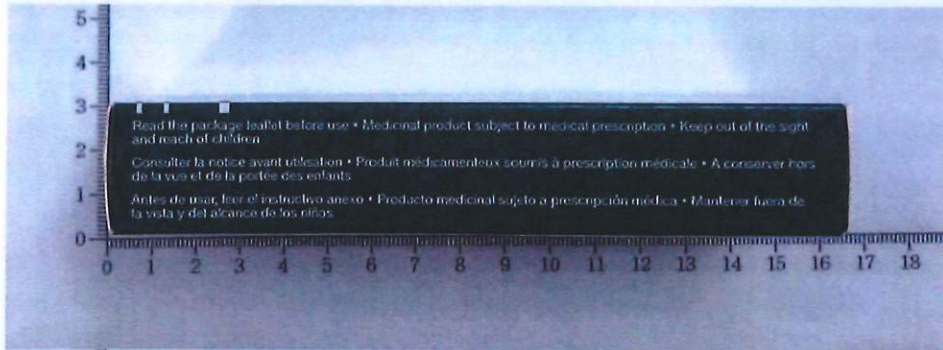 5
4
3
2
1
0
Read the package leaflet before use • Medicinal product subject to medical prescription • Keep out of the sight
and reach of children
Consulter la notice avant utilisation • Produit médicamenteux soumis à prescription médicale • A conserver hors
de la vue et de la portée des enfants
Antes de usar, leer el instructivo anexo • Producto medicinal sujeto a prescripción médica • Mantener fuera de
la vista y del alcance de los niños
0 1 2 3 4 5 6 7 8 9 10 11 12 13 14 15 16 17 18